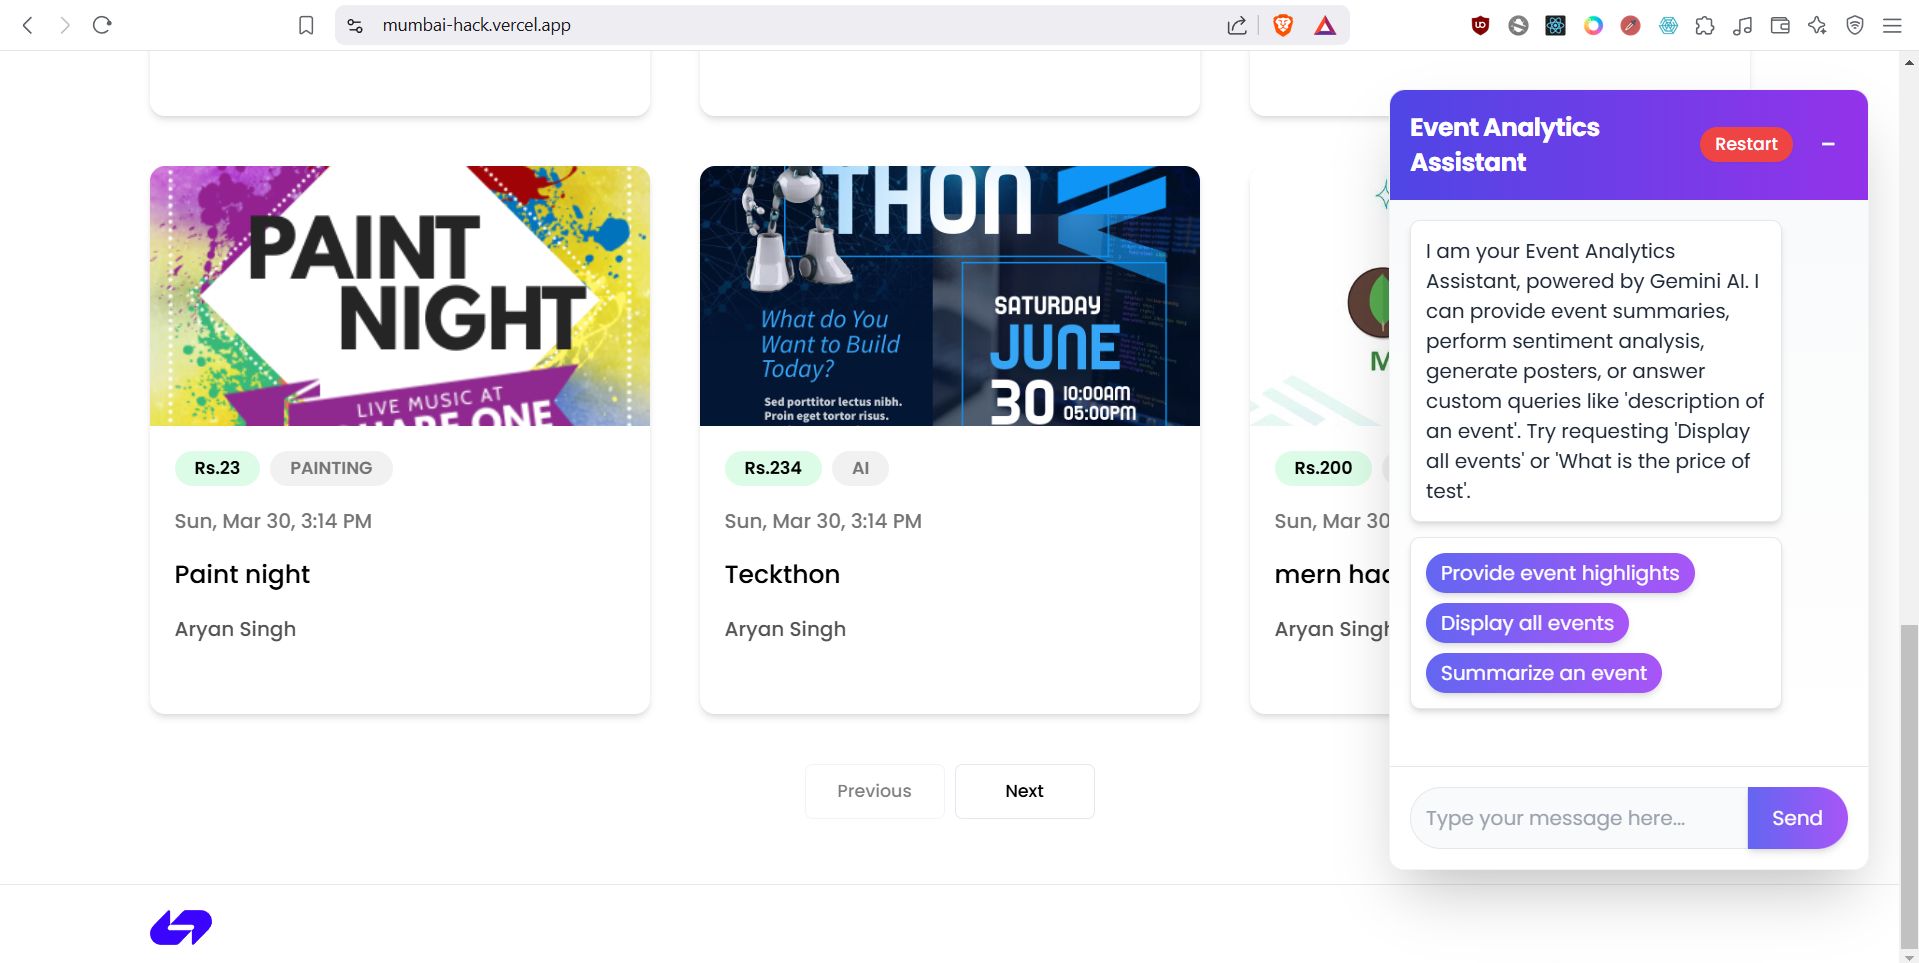 mumbai-hack.vercel.app
PAINT
NIGHT
LIVE MUSIC AT
SQUARE ONE
Rs.23
PAINTING
Sun, Mar 30, 3:14 PM
Paint night
Aryan Singh
THON
What do You
Want to Build
Today?
Sed porttitor lectus nibh.
Proin eget tortor risus.
SATURDAY
JUNE
30
10:00AM
05:00PM
Rs.234
AI
Sun, Mar 30, 3:14 PM
Teckthon
Aryan Singh
M
Rs.200
Sun, Mar 30
mern hac
Aryan Singh
Previous
Next
Event Analytics
Assistant
Restart
I am your Event Analytics
Assistant, powered by Gemini AI. I
can provide event summaries,
perform sentiment analysis,
generate posters, or answer
custom queries like 'description of
an event'. Try requesting 'Display
all events' or 'What is the price of
test'.
Provide event highlights
Display all events
Summarize an event
Type your message here...
Send